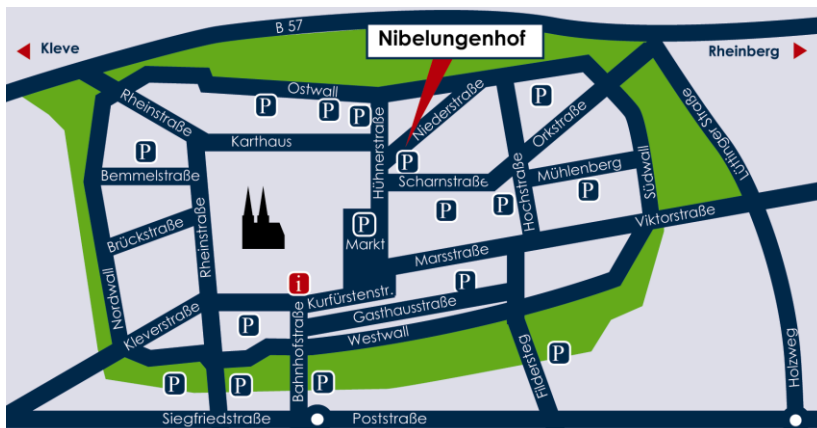 B 57
Kleve
Nibelungenhof
Rheinberg
Ostwall
P
P
P
P
Rheinstraße
Niederstraße
Orkstraße
Lüttinger Straße
Karthaus
Hühnerstraße
P
P
Bemmelstraße
Scharnstraße
Mühlenberg
Südwall
P
P
P
Hochstraße
Rheinstraße
P
Markt
Viktorstraße
Brückstraße
Marsstraße
Nordwall
i
P
Kurfürstenstr.
Gasthausstraße
Kleverstraße
P
Westwall
Bahnhofstraße
Fildersteg
P
Holzweg
P
P
P
Siegfriedstraße
Poststraße